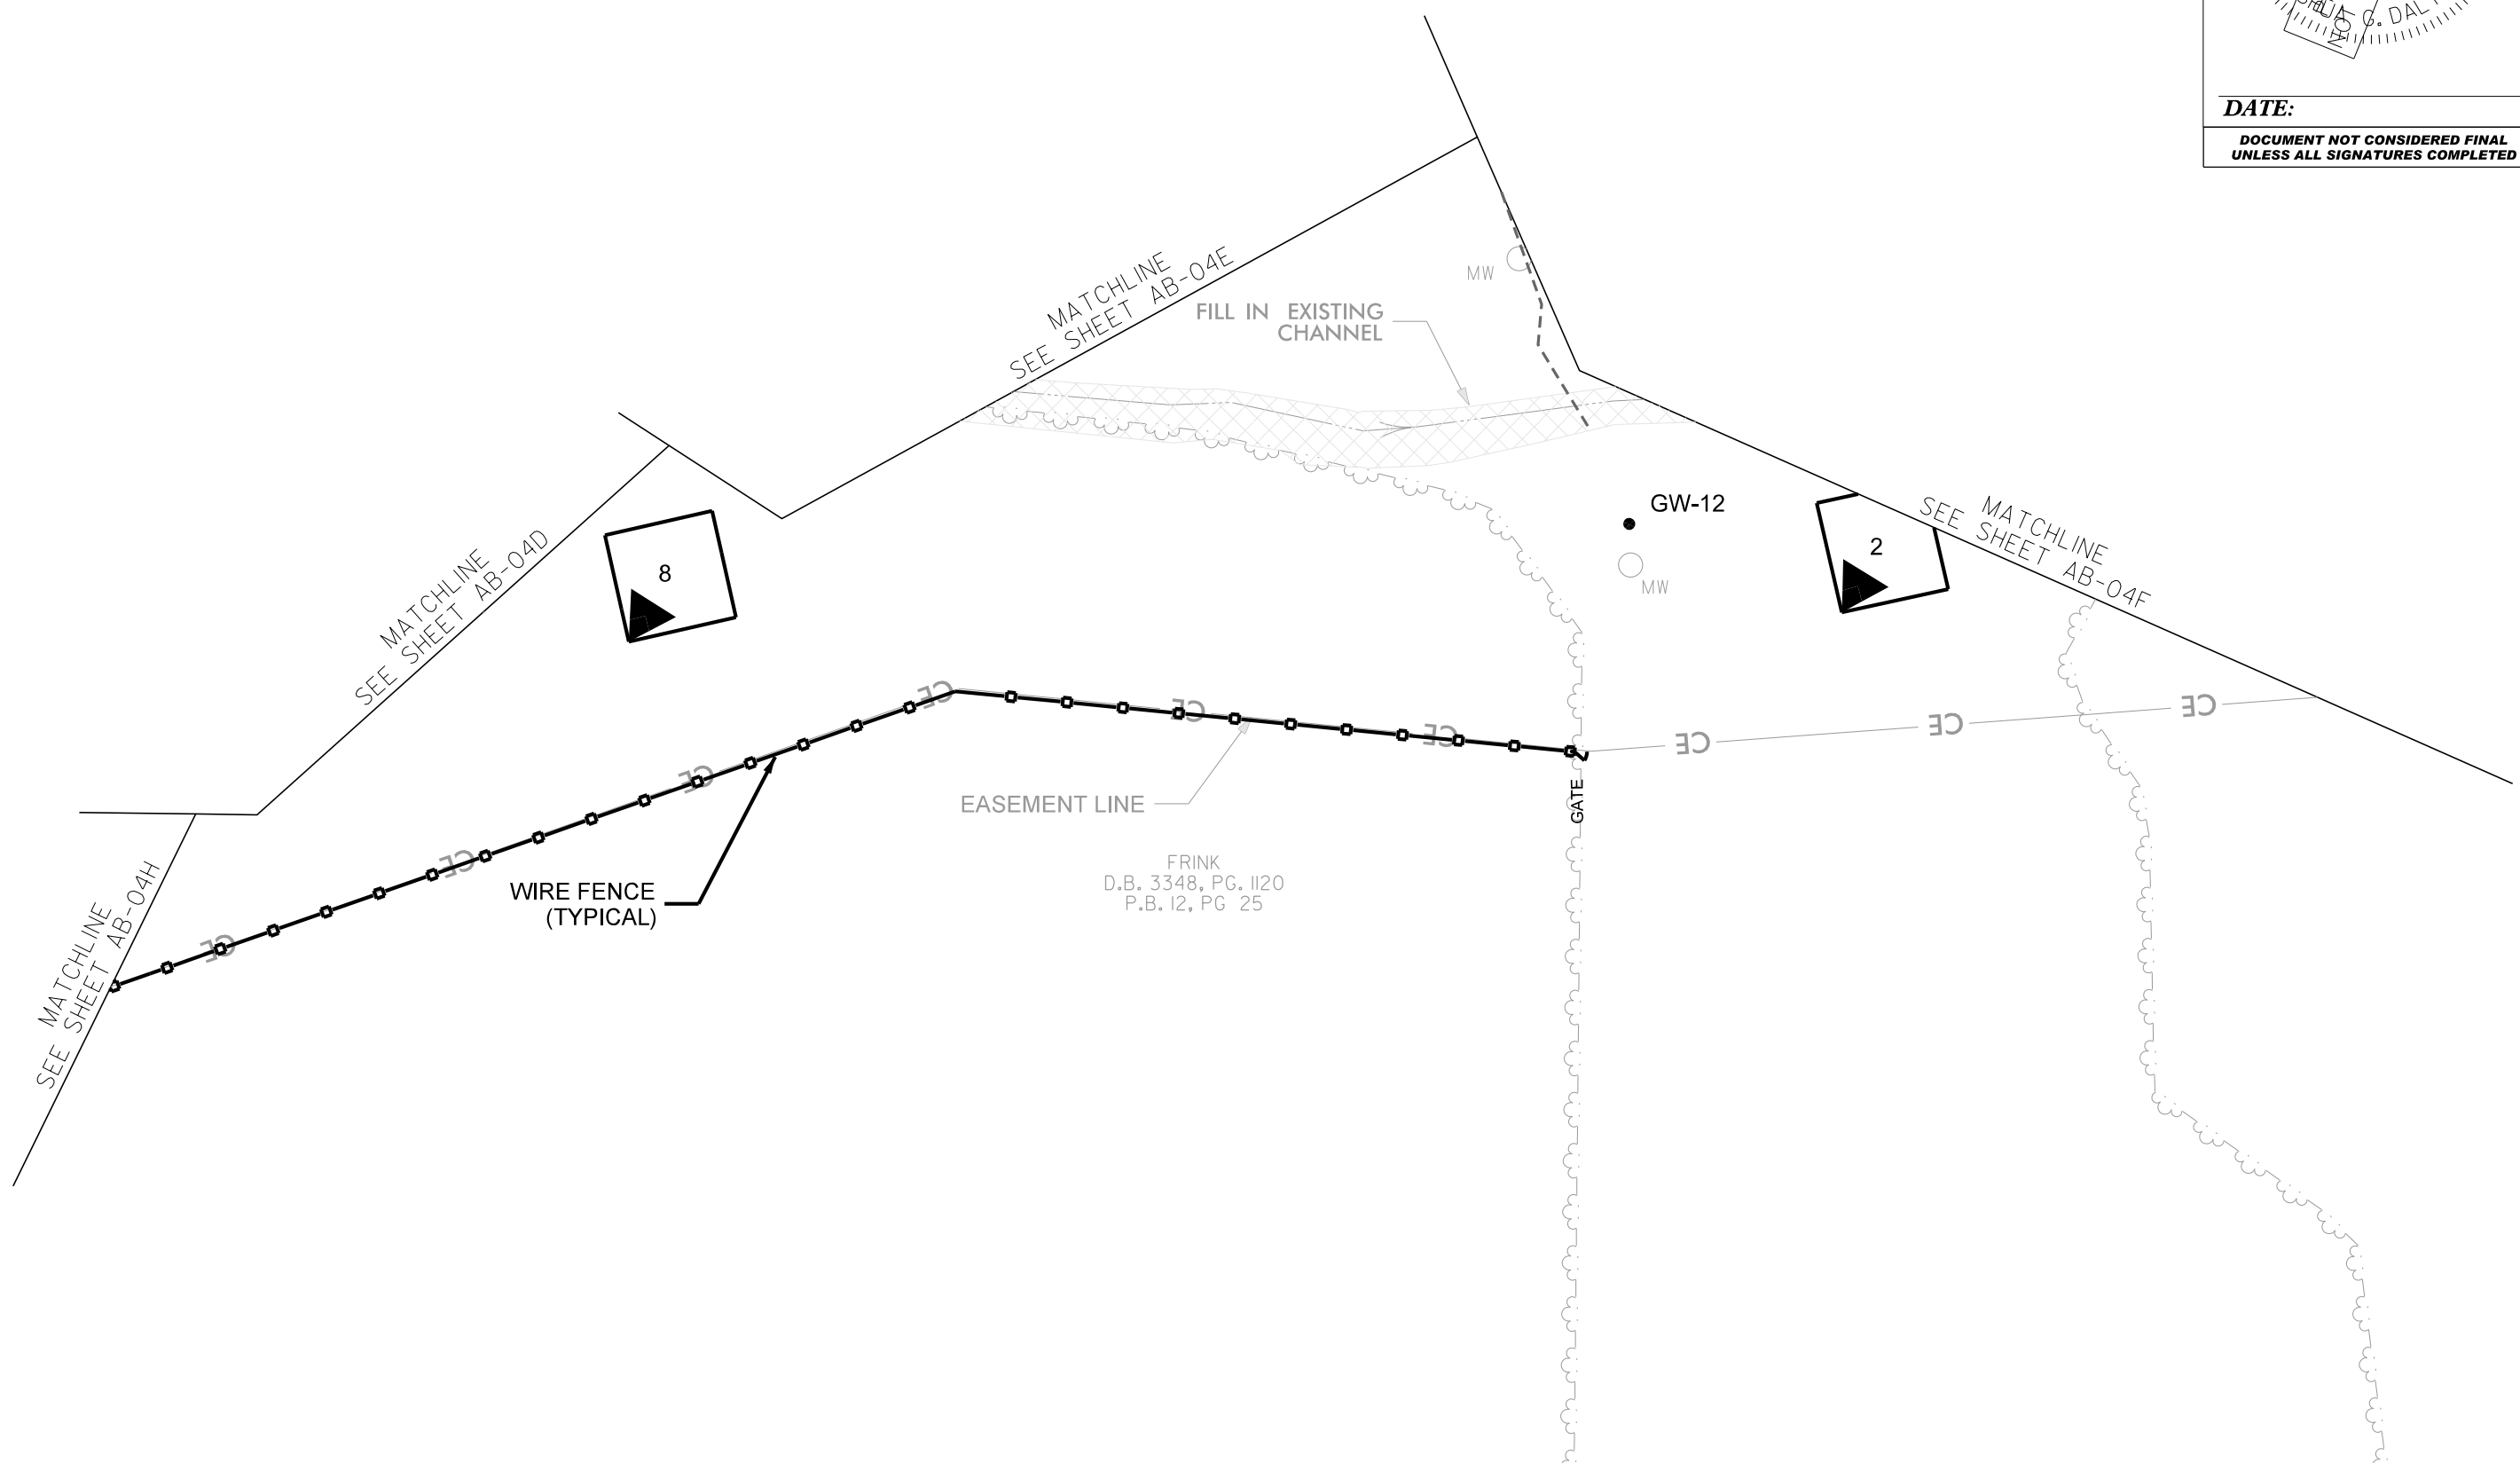 G. DAL
DATE:
DOCUMENT NOT CONSIDERED FINAL
UNLESS ALL SIGNATURES COMPLETED
MATCHLINE
SEE SHEET AB-04E
MW
FILL IN EXISTING
CHANNEL
GW-12
MW
2
MATCHLINE
SEE SHEET AB-04F
MATCHLINE
SEE SHEET AB-04D
8
CE
CE
CE
CE
CE
CE
CE
CE
CE
EASEMENT LINE
GATE
FRINK
D.B. 3348, PG. 1120
P.B. 12, PG 25
WIRE FENCE
(TYPICAL)
MATCHLINE
SEE SHEET AB-04H